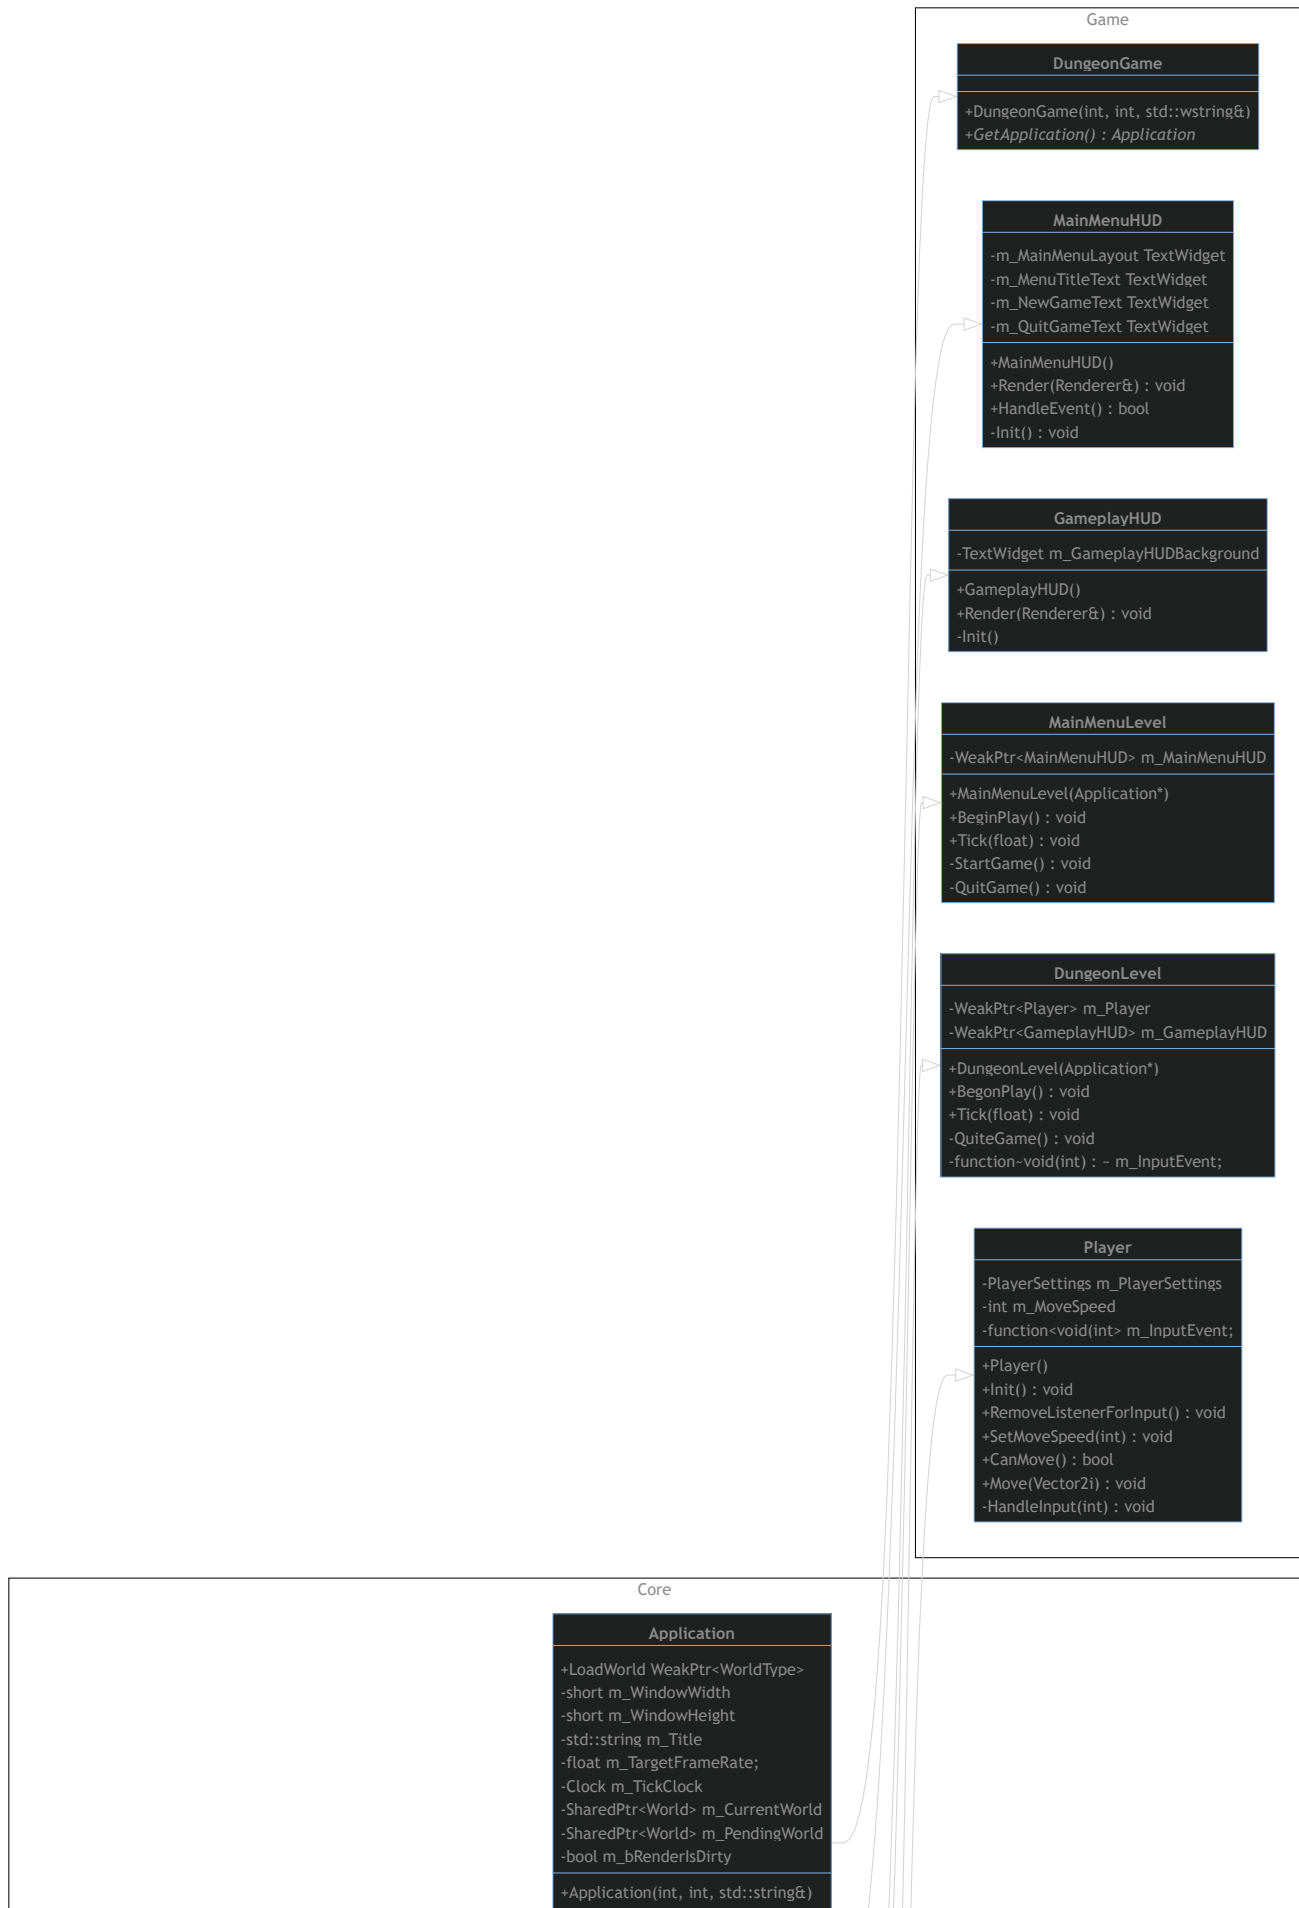 Game
DungeonGame
+DungeonGame(int, int, std::wstring&)
+GetApplication() : Application
MainMenuHUD
-m_MainMenuLayout TextWidget
-m_MenuTitleText TextWidget
-m_NewGameText TextWidget
-m_QuitGameText TextWidget
+MainMenuHUD()
+Render(Renderer&) : void
+HandleEvent() : bool
-Init() : void
GameplayHUD
-TextWidget m_GameplayHUDBackground
+GameplayHUD()
+Render(Renderer&) : void
-Init()
MainMenuLevel
-WeakPtr<MainMenuHUD> m_MainMenuHUD
+MainMenuLevel(Application*)
+BeginPlay() : void
+Tick(float) : void
-StartGame() : void
-QuitGame() : void
DungeonLevel
-WeakPtr<Player> m_Player
-WeakPtr<GameplayHUD> m_GameplayHUD
+DungeonLevel(Application*)
+BegonPlay() : void
+Tick(float) : void
-QuiteGame() : void
-function~void(int) : ~ m_InputEvent;
Player
-PlayerSettings m_PlayerSettings
-int m_MoveSpeed
-function<void(int> m_InputEvent;
+Player()
+Init() : void
+RemoveListenerForInput() : void
+SetMoveSpeed(int) : void
+CanMove() : bool
+Move(Vector2i) : void
-HandleInput(int) : void
Core
Application
+LoadWorld WeakPtr<WorldType>
-short m_WindowWidth
-short m_WindowHeight
-std::string m_Title
-float m_TargetFrameRate;
-Clock m_TickClock
-SharedPtr<World> m_CurrentWorld
-SharedPtr<World> m_PendingWorld
-bool m_bRenderIsDirty
+Application(int, int, std::string&)